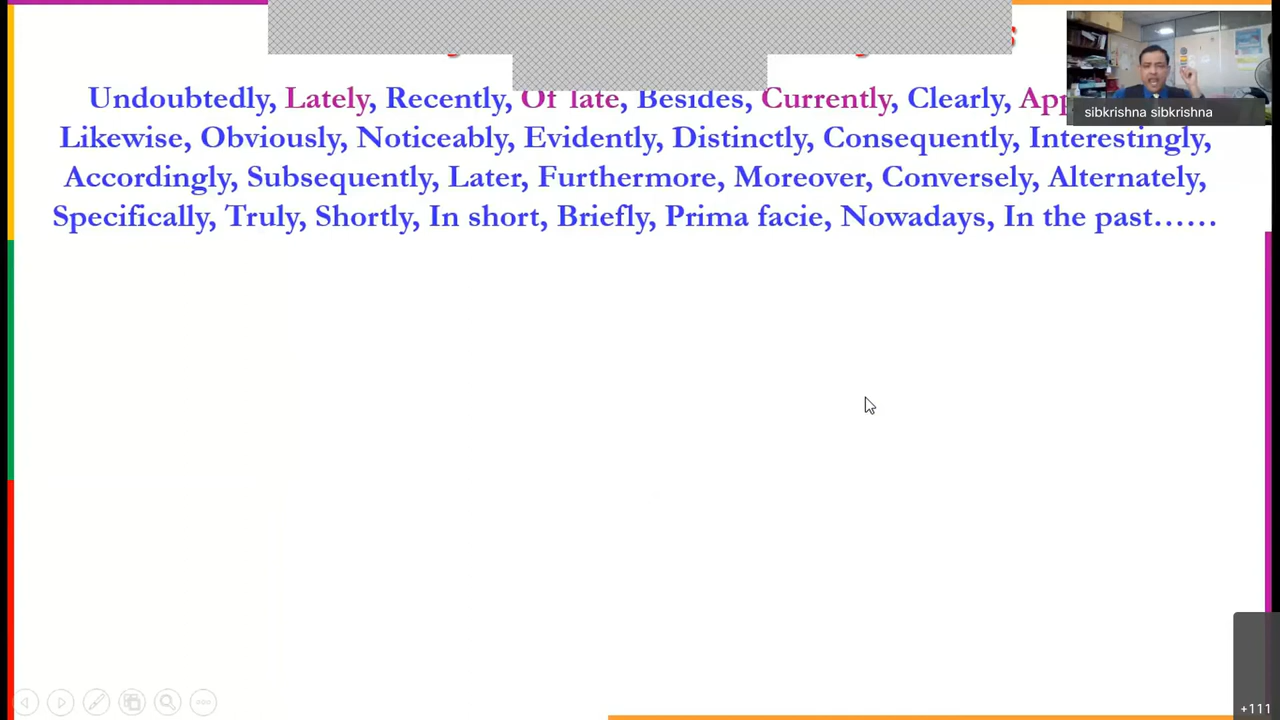 Undoubtedly, Lately, Recently, Of late, Besides, Currently, Clearly,
sibkrishna sibkrishna
Likewise, Obviously, Noticeably, Evidently, Distinctly, Consequently, Interestingly,
Accordingly, Subsequently, Later, Furthermore, Moreover, Conversely, Alternately,
Specifically, Truly, Shortly, In short, Briefly, Prima facie, Nowadays, In the past……
+111